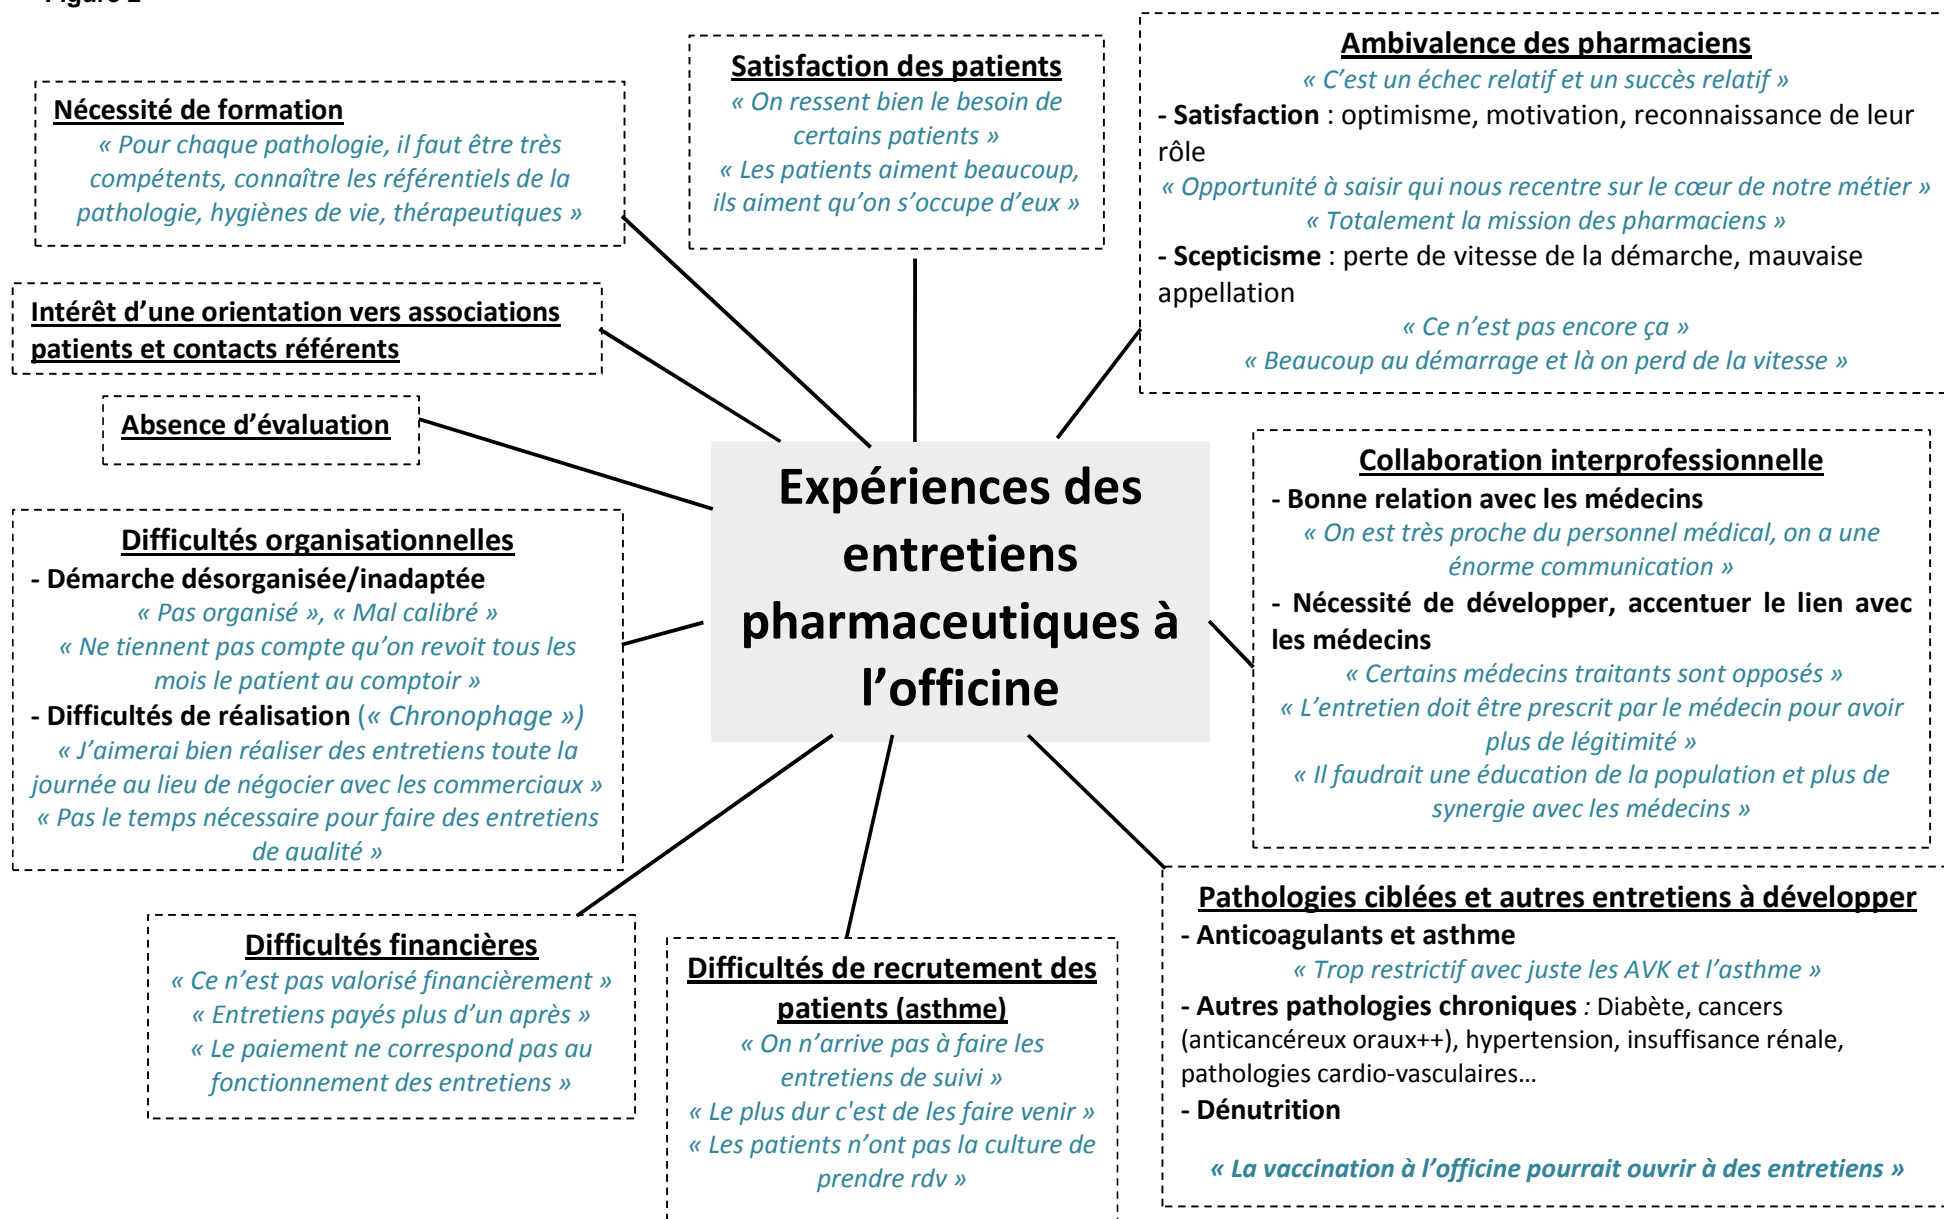 Figure 2
Nécessité de formation
« Pour chaque pathologie, il faut être très
compétents, connaître les référentiels de la
pathologie, hygiènes de vie, thérapeutiques »
Satisfaction des patients
« On ressent bien le besoin de
certains patients »
« Les patients aiment beaucoup,
ils aiment qu’on s’occupe d’eux »
Ambivalence des pharmaciens
« C’est un échec relatif et un succès relatif »
- Satisfaction : optimisme, motivation, reconnaissance de leur
rôle
« Opportunité à saisir qui nous recentre sur le cœur de notre métier »
« Totalement la mission des pharmaciens »
- Scepticisme : perte de vitesse de la démarche, mauvaise
appellation
« Ce n’est pas encore ça »
« Beaucoup au démarrage et là on perd de la vitesse »
Intérêt d’une orientation vers associations
patients et contacts référents
Absence d’évaluation
Expériences des
entretiens
pharmaceutiques à
l’officine
Collaboration interprofessionnelle
- Bonne relation avec les médecins
« On est très proche du personnel médical, on a une
énorme communication »
- Nécessité de développer, accentuer le lien avec
les médecins
« Certains médecins traitants sont opposés »
« L’entretien doit être prescrit par le médecin pour avoir
plus de légitimité »
« Il faudrait une éducation de la population et plus de
synergie avec les médecins »
Difficultés organisationnelles
- Démarche désorganisée/inadaptée
« Pas organisé », « Mal calibré »
« Ne tiennent pas compte qu’on revoit tous les
mois le patient au comptoir »
- Difficultés de réalisation (« Chronophage »)
« J’aimerai bien réaliser des entretiens toute la
journée au lieu de négocier avec les commerciaux »
« Pas le temps nécessaire pour faire des entretiens
de qualité »
Difficultés financières
« Ce n’est pas valorisé financièrement »
« Entretiens payés plus d’un après »
« Le paiement ne correspond pas au
fonctionnement des entretiens »
Difficultés de recrutement des
patients (asthme)
« On n’arrive pas à faire les
entretiens de suivi »
« Le plus dur c'est de les faire venir »
« Les patients n’ont pas la culture de
prendre rdv »
Pathologies ciblées et autres entretiens à développer
- Anticoagulants et asthme
« Trop restrictif avec juste les AVK et l’asthme »
- Autres pathologies chroniques : Diabète, cancers
(anticancéreux oraux++), hypertension, insuffisance rénale,
pathologies cardio-vasculaires…
- Dénutrition
« La vaccination à l’officine pourrait ouvrir à des entretiens »